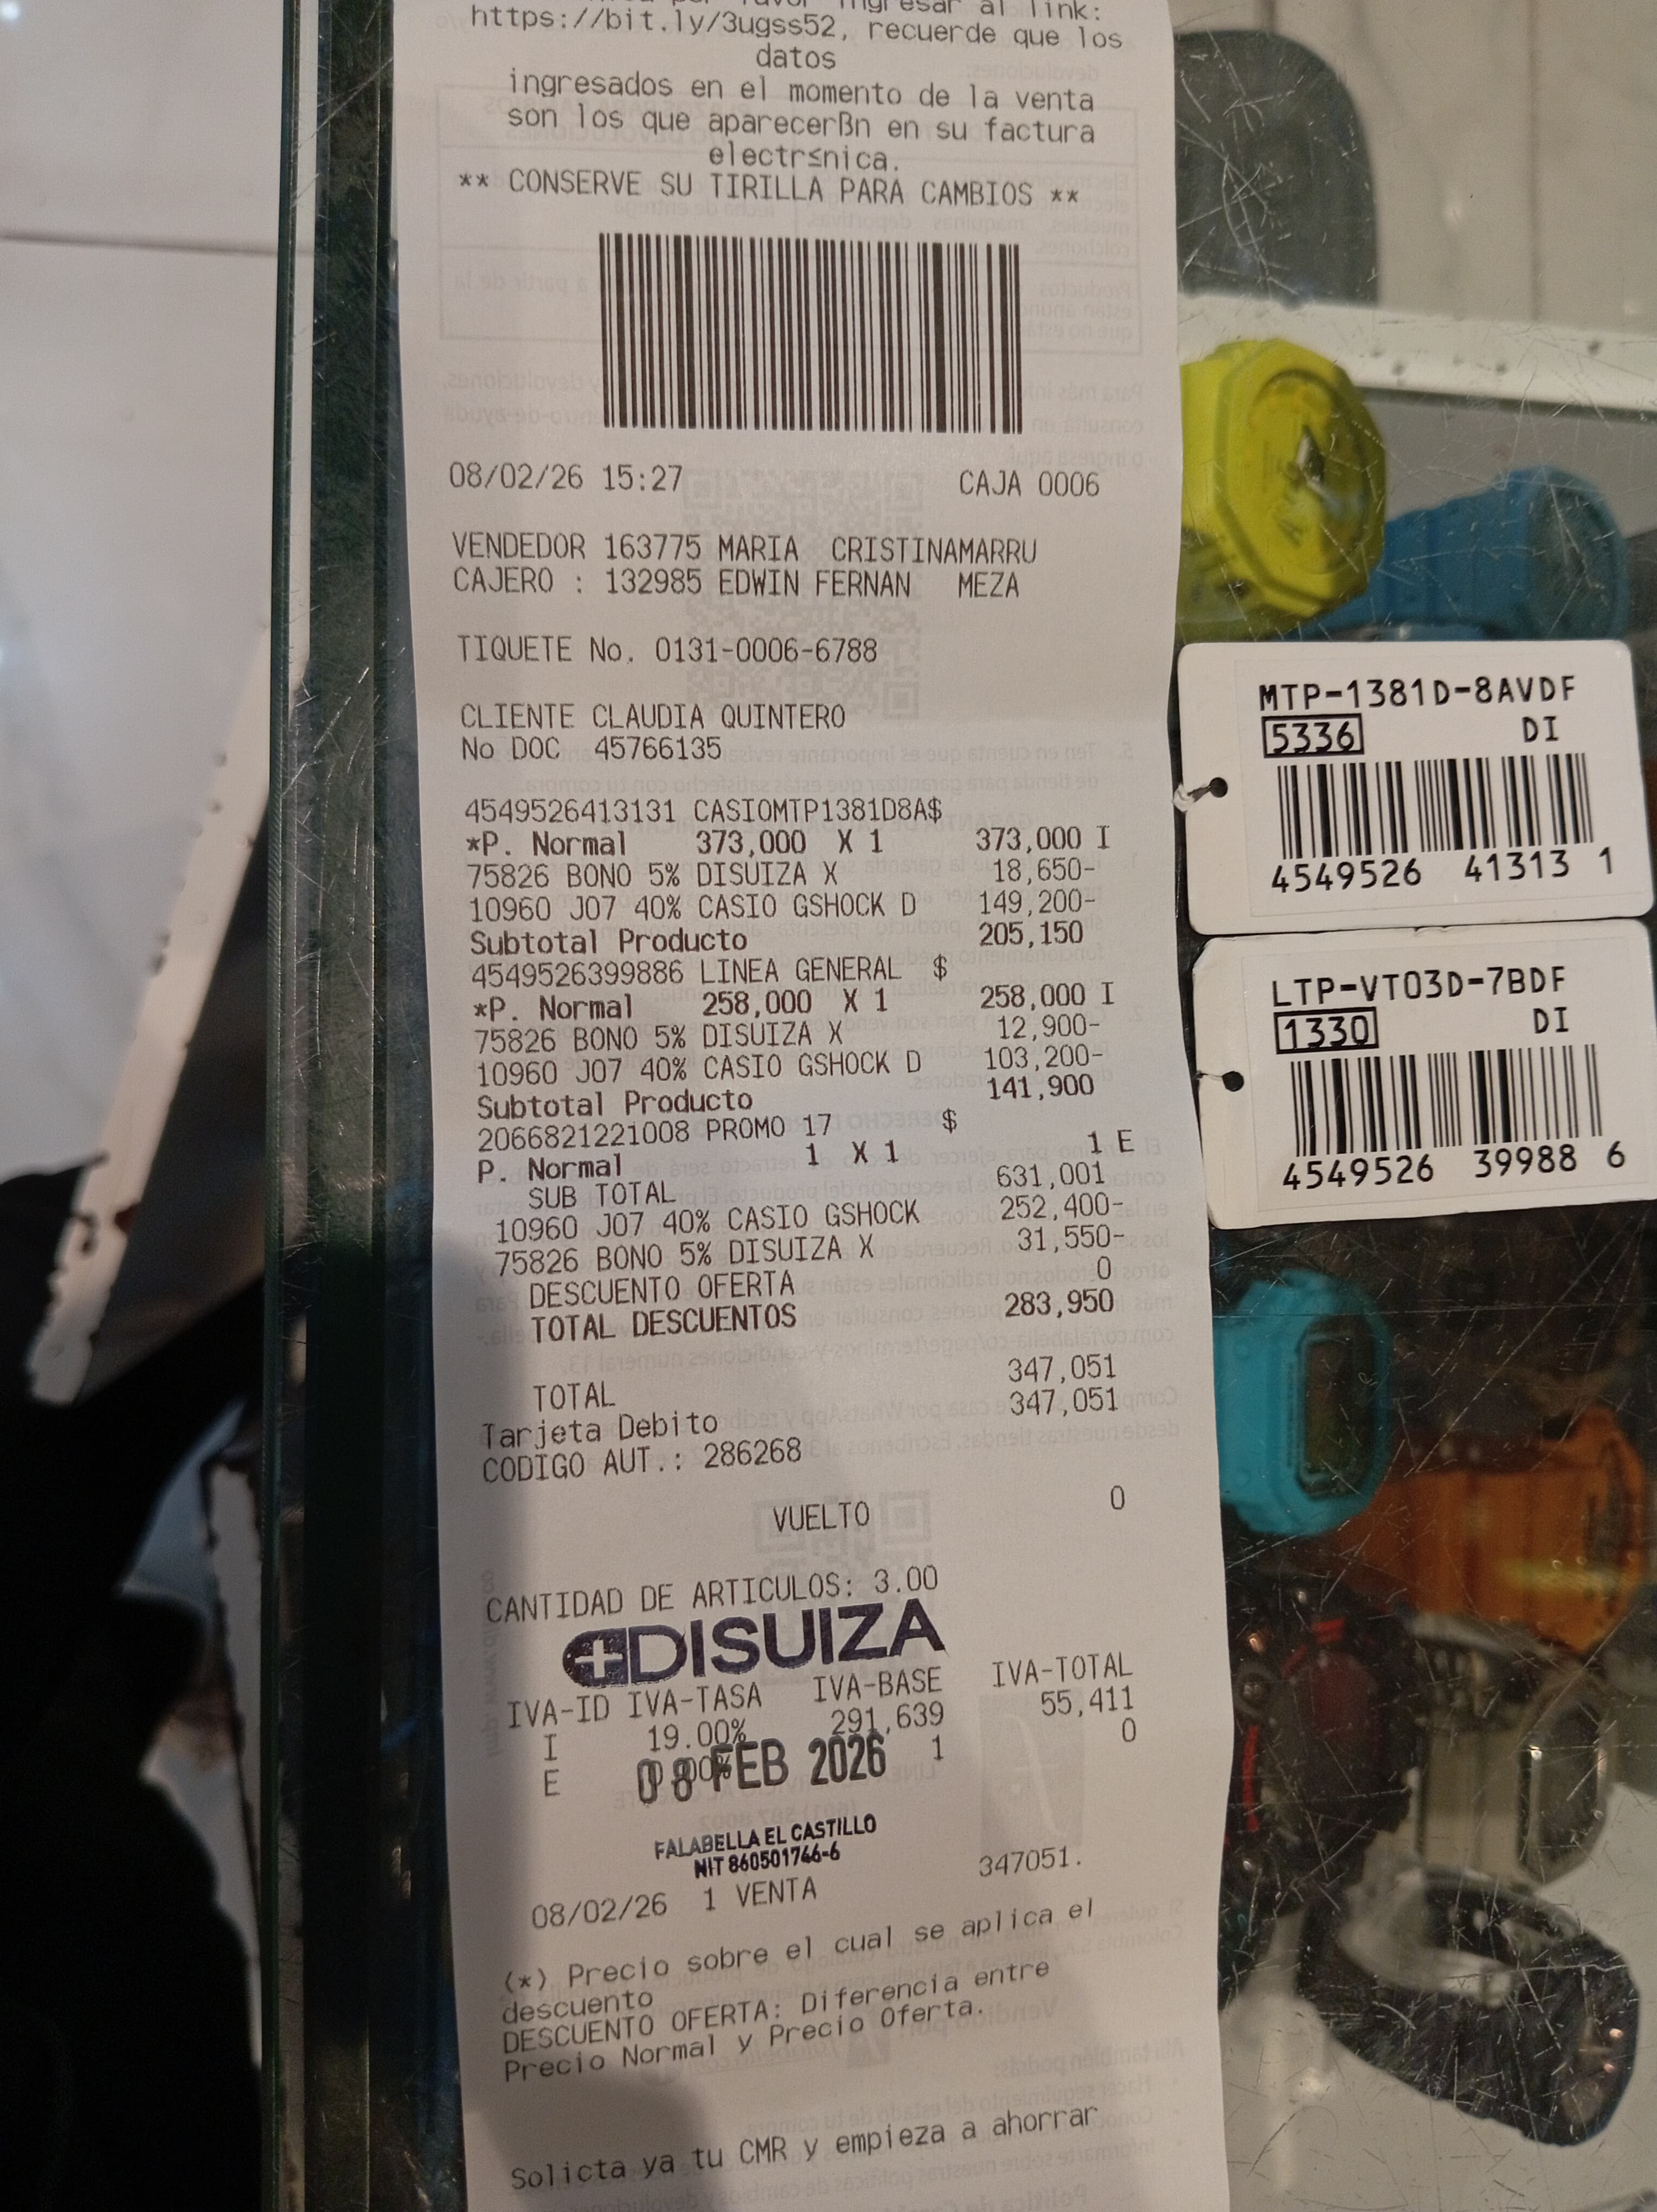 ingresar al link:
https://bit.ly/3ugss52, recuerde que los
datos
ingresados en el momento de la venta
son los que aparecerßn en su factura
electr≤nica.
** CONSERVE SU TIRILLA PARA CAMBIOS **
08/02/26 15:27 CAJA 0006
VENDEDOR 163775 MARIA CRISTINAMARRU
CAJERO : 132985 EDWIN FERNAN MEZA
TIQUETE No. 0131-0006-6788
CLIENTE CLAUDIA QUINTERO
No DOC 45766135
4549526413131 CASIOMTP1381D8A$
*P. Normal 373,000 X 1 373,000 I
75826 BONO 5% DISUIZA X 18,650-
10960 J07 40% CASIO GSHOCK D 149,200-
Subtotal Producto 205,150
4549526399886 LINEA GENERAL $
*P. Normal 258,000 X 1 258,000 I
75826 BONO 5% DISUIZA X 12,900-
10960 J07 40% CASIO GSHOCK D 103,200-
Subtotal Producto 141,900
2066821221008 PROMO 17 $
P. Normal 1 X 1 1 E
SUB TOTAL 631,001
10960 J07 40% CASIO GSHOCK 252,400-
75826 BONO 5% DISUIZA X 31,550-
DESCUENTO OFERTA 0
TOTAL DESCUENTOS 283,950
TOTAL 347,051
Tarjeta Debito 347,051
CODIGO AUT.: 286268
VUELTO 0
CANTIDAD DE ARTICULOS: 3.00
DISUIZA
IVA-ID IVA-TASA IVA-BASE IVA-TOTAL
I 19.00% 291,639 55,411
E 1 0
08 FEB 2026
FALABELLA EL CASTILLO
NIT 860501746-6
08/02/26 1 VENTA 347051.
(*) Precio sobre el cual se aplica el
descuento
DESCUENTO OFERTA: Diferencia entre
Precio Normal y Precio Oferta.
Solicta ya tu CMR y empieza a ahorrar
MTP-1381D-8AVDF
5336 DI
4549526 41313 1
LTP-VT03D-7BDF
1330 DI
4549526 39988 6